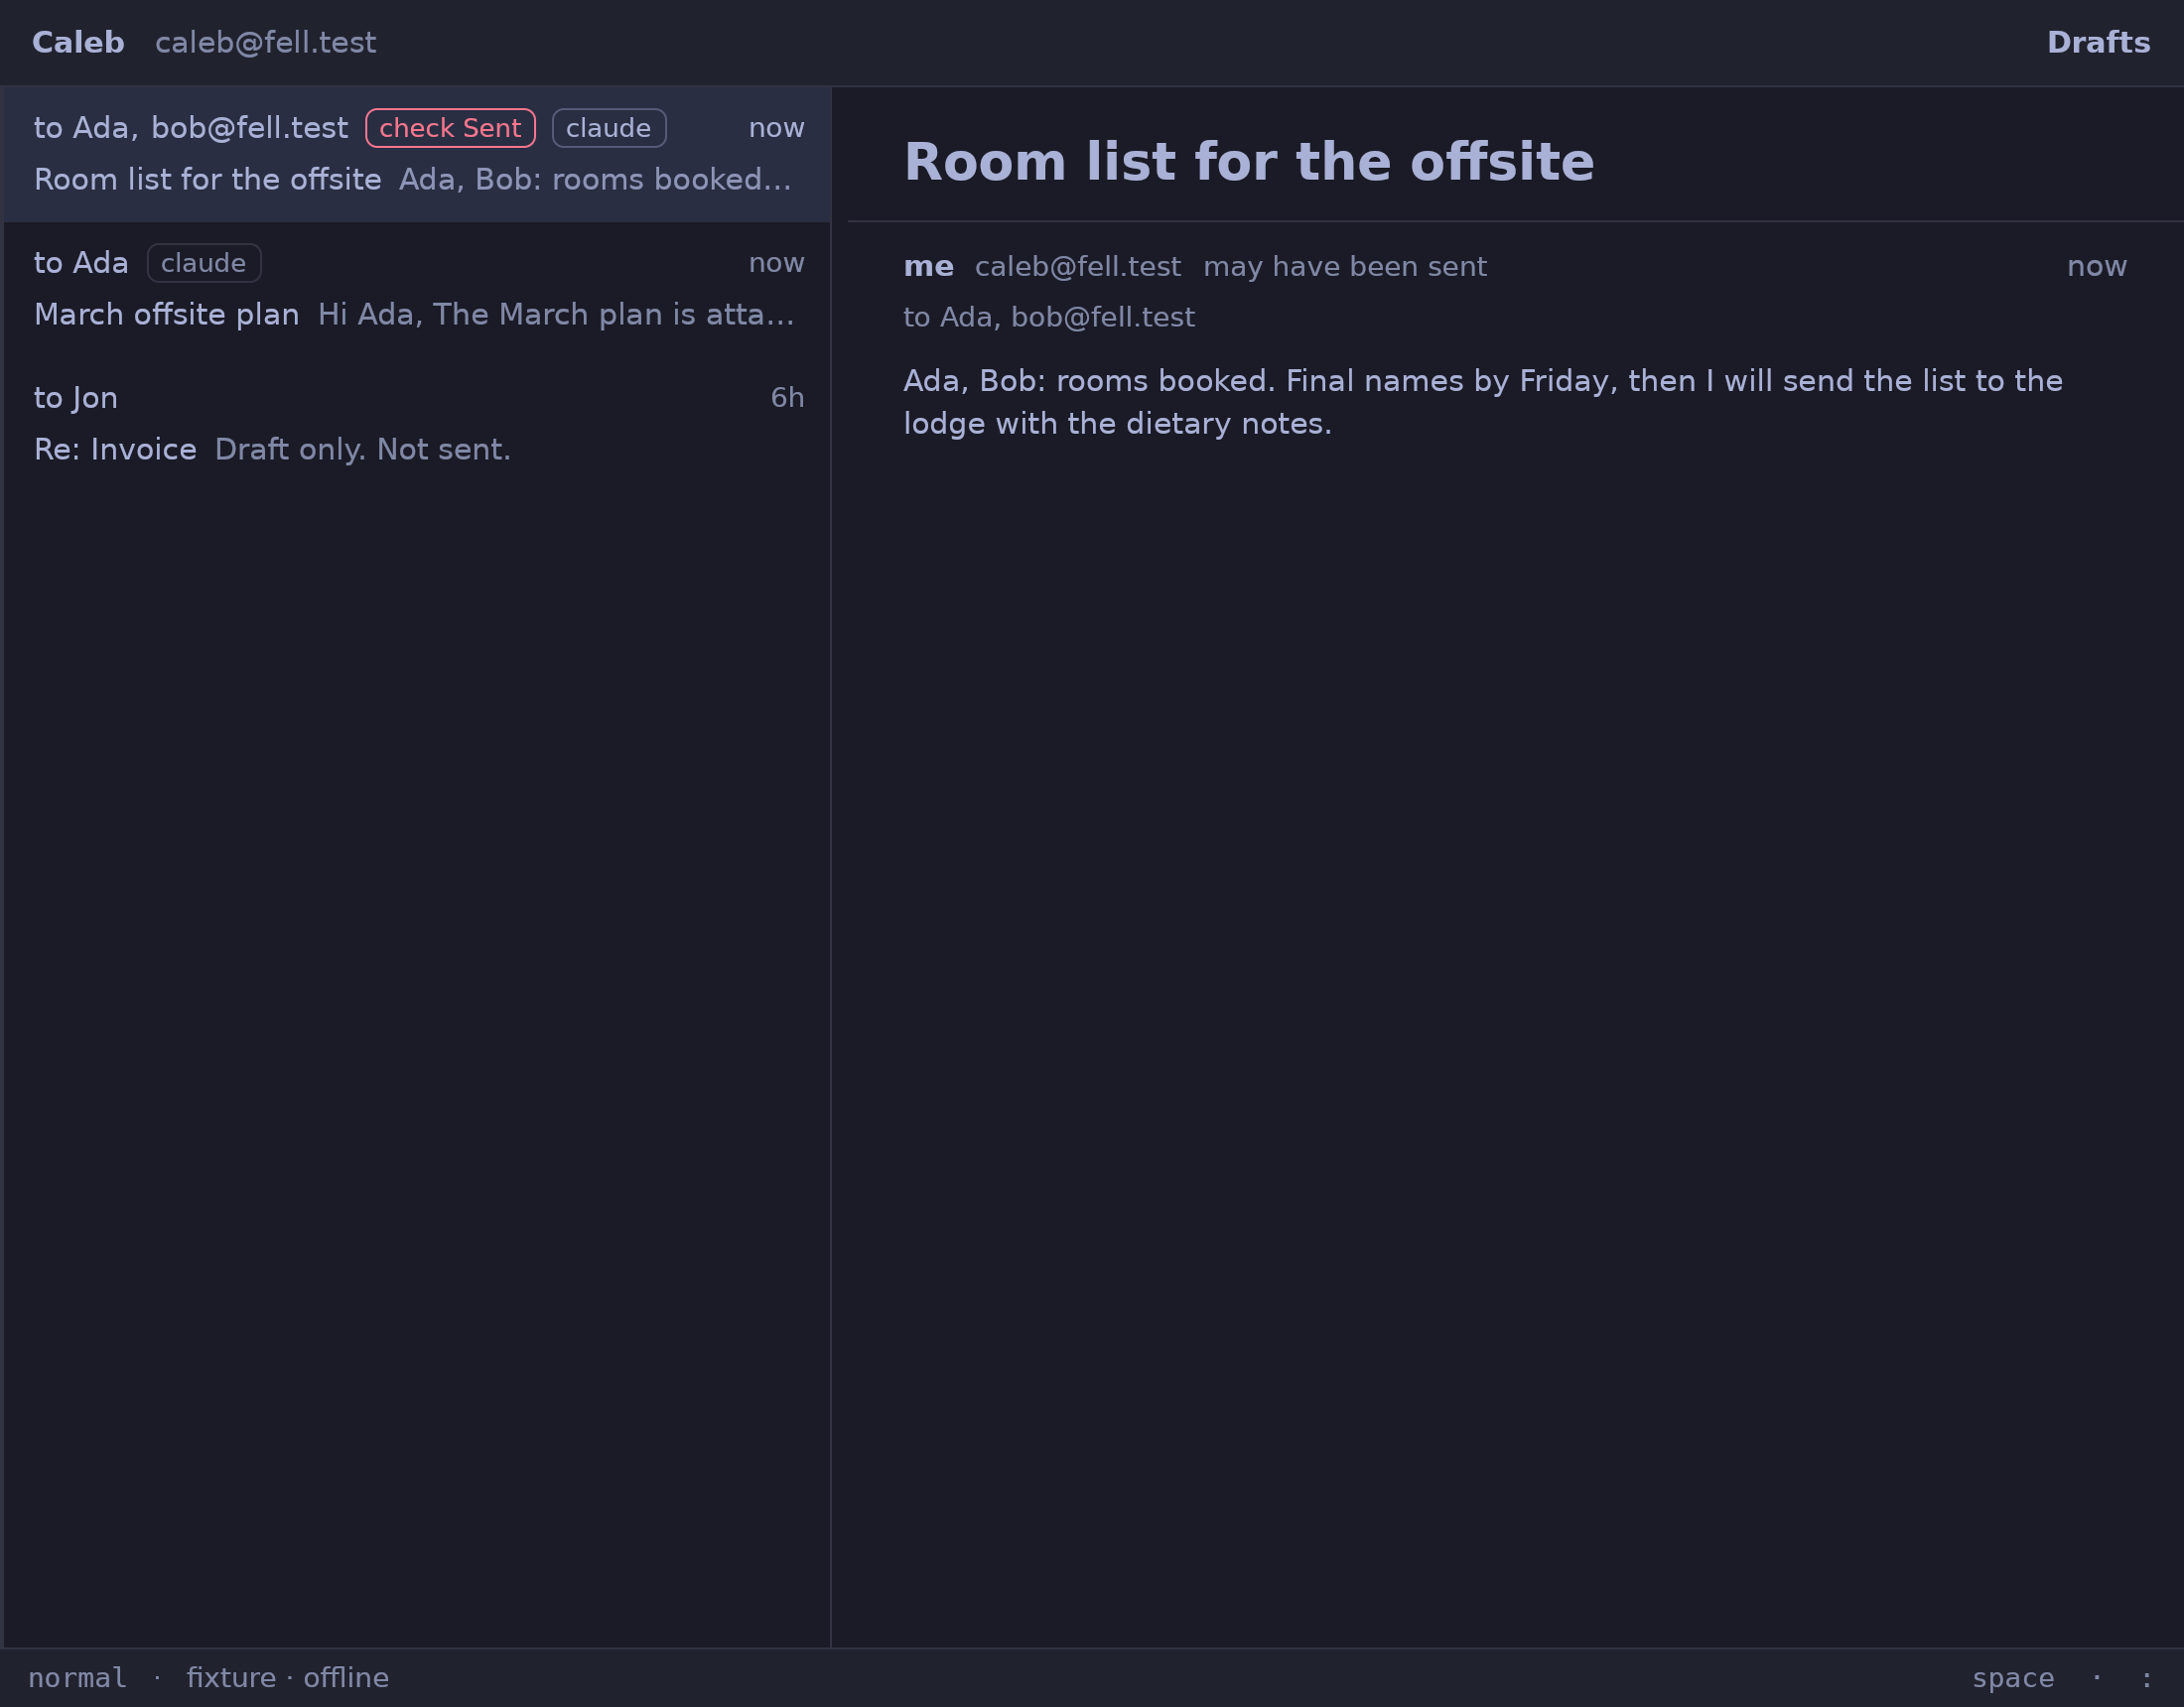 Caleb caleb@fell.test Drafts
to Ada, bob@fell.test check Sent claude now
Room list for the offsite Ada, Bob: rooms booked…
to Ada claude now
March offsite plan Hi Ada, The March plan is atta…
to Jon 6h
Re: Invoice Draft only. Not sent.
Room list for the offsite
me caleb@fell.test may have been sent now
to Ada, bob@fell.test
Ada, Bob: rooms booked. Final names by Friday, then I will send the list to the
lodge with the dietary notes.
normal · fixture · offline space · :